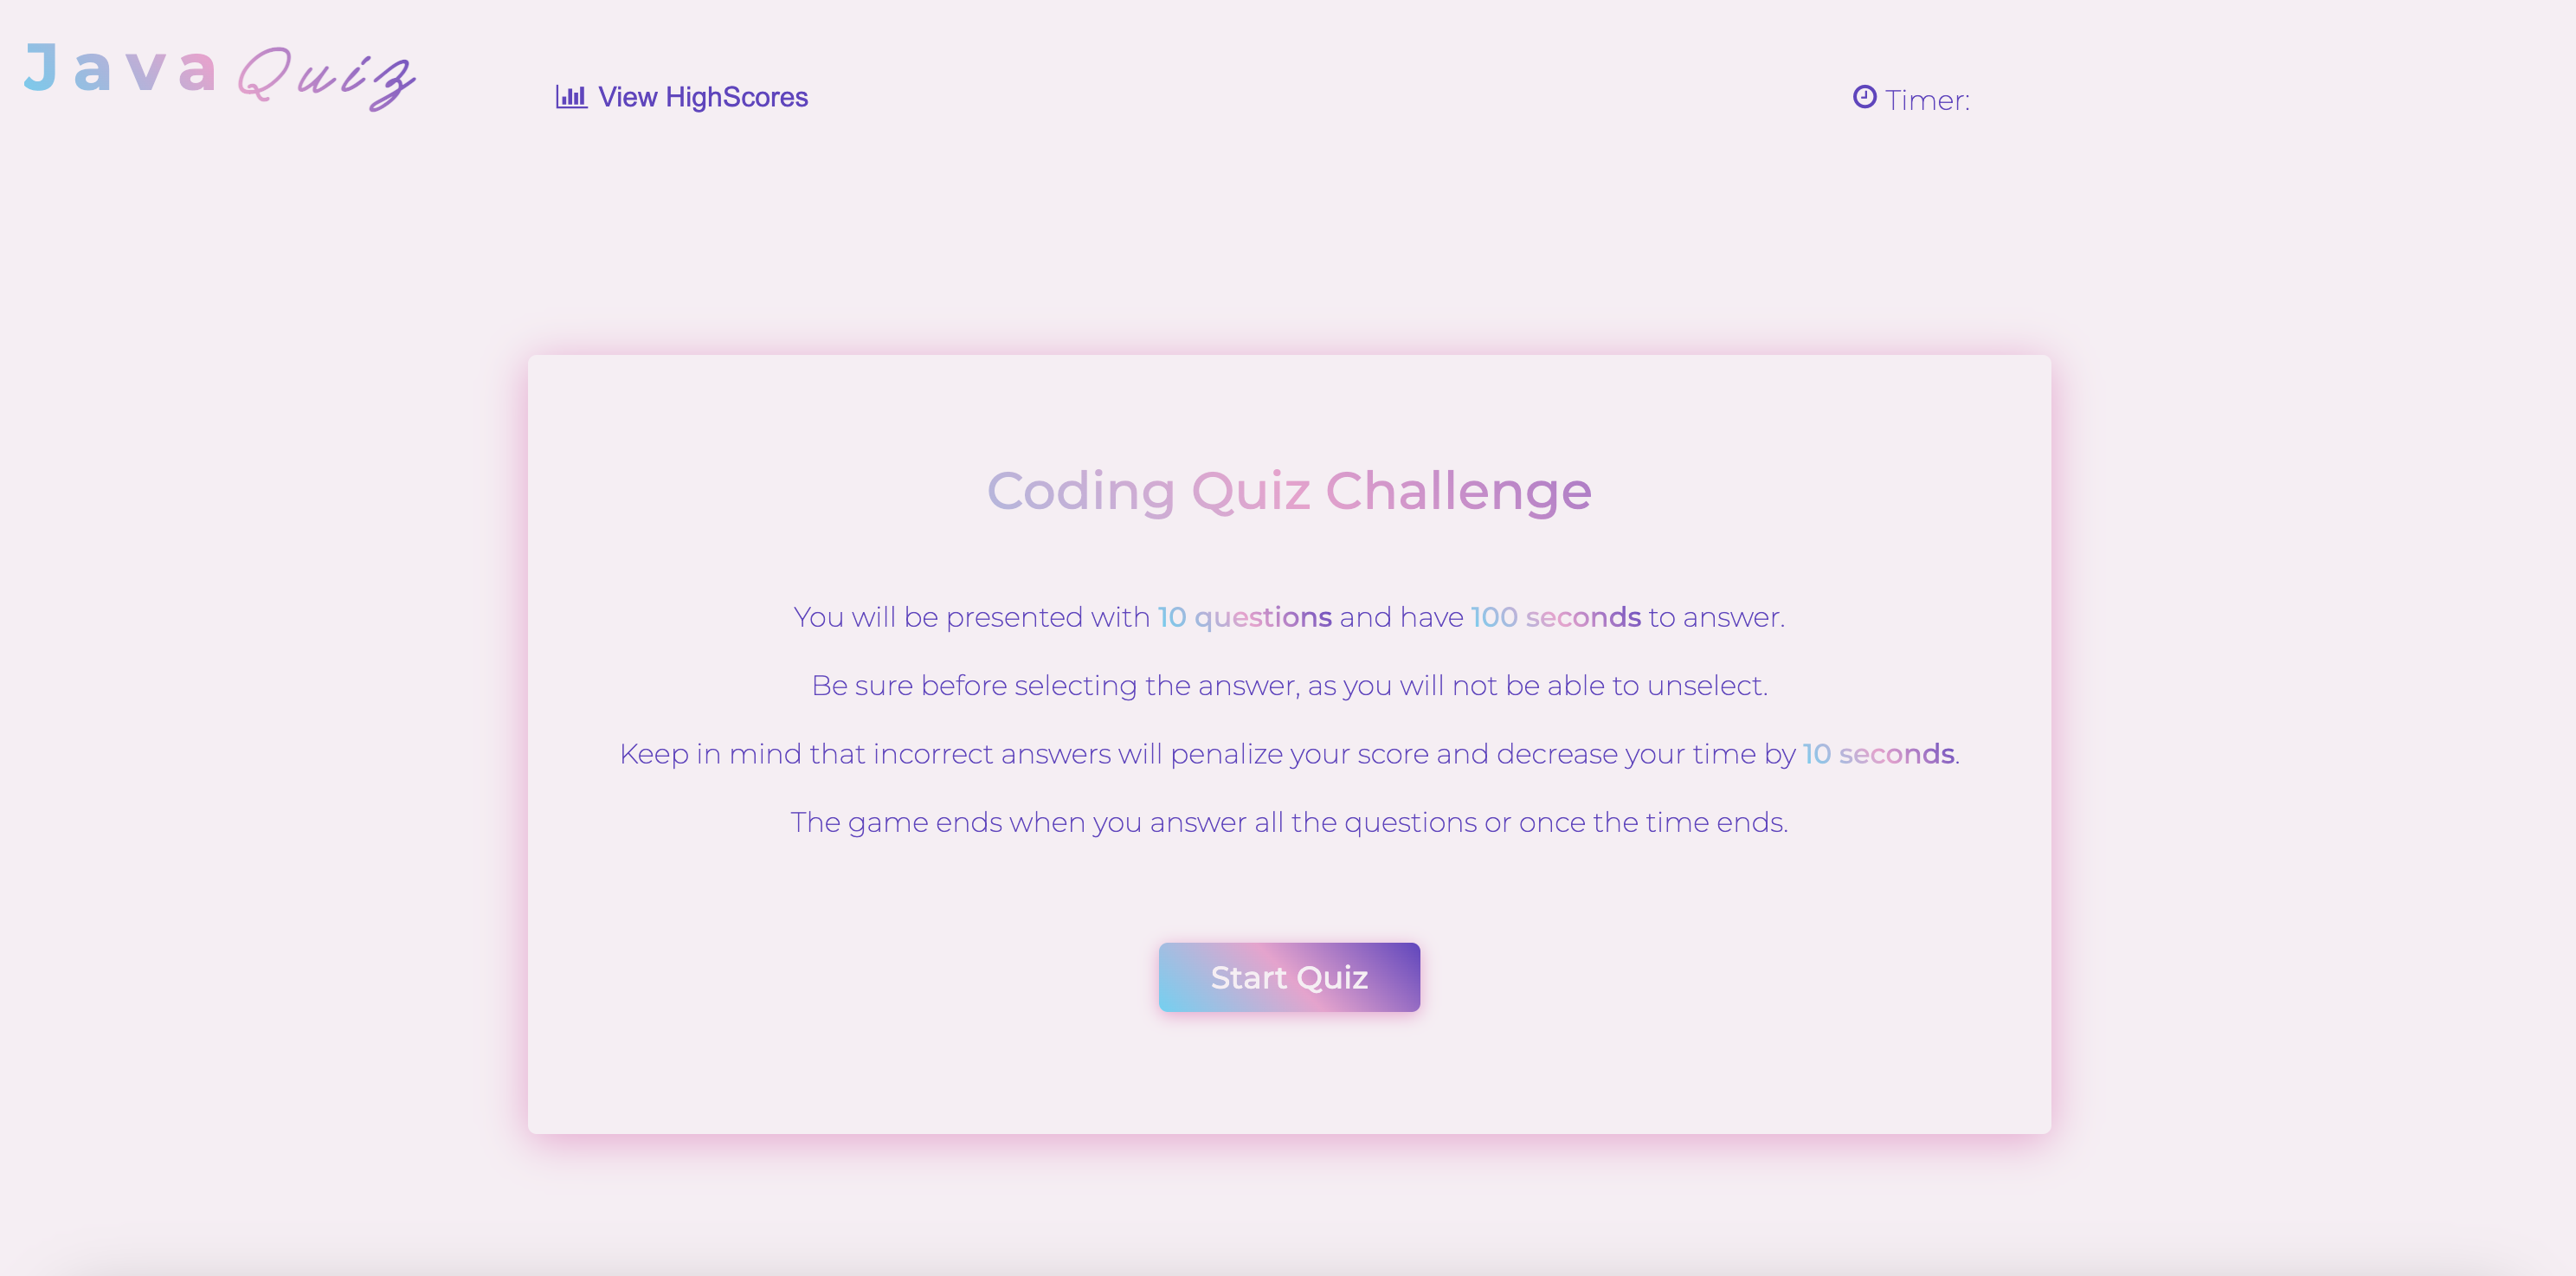 Java Quiz
View HighScores
Timer:
Coding Quiz Challenge
You will be presented with 10 questions and have 100 seconds to answer.
Be sure before selecting the answer, as you will not be able to unselect.
Keep in mind that incorrect answers will penalize your score and decrease your time by 10 seconds.
The game ends when you answer all the questions or once the time ends.
Start Quiz